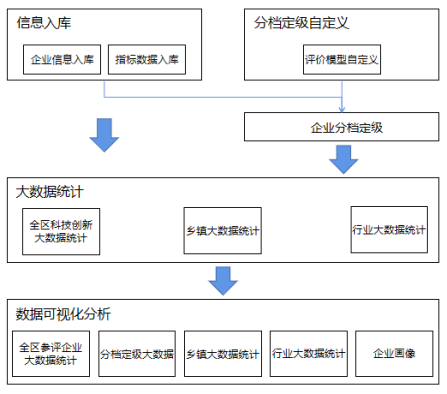 信息入库
分档定级自定义
企业信息入库
指标数据入库
评价模型自定义
企业分档定级
大数据统计
全区科技创新
大数据统计
乡镇大数据统计
行业大数据统计
数据可视化分析
全区参评企业
大数据统计
分档定级大数据
乡镇大数据统计
行业大数据统计
企业画像